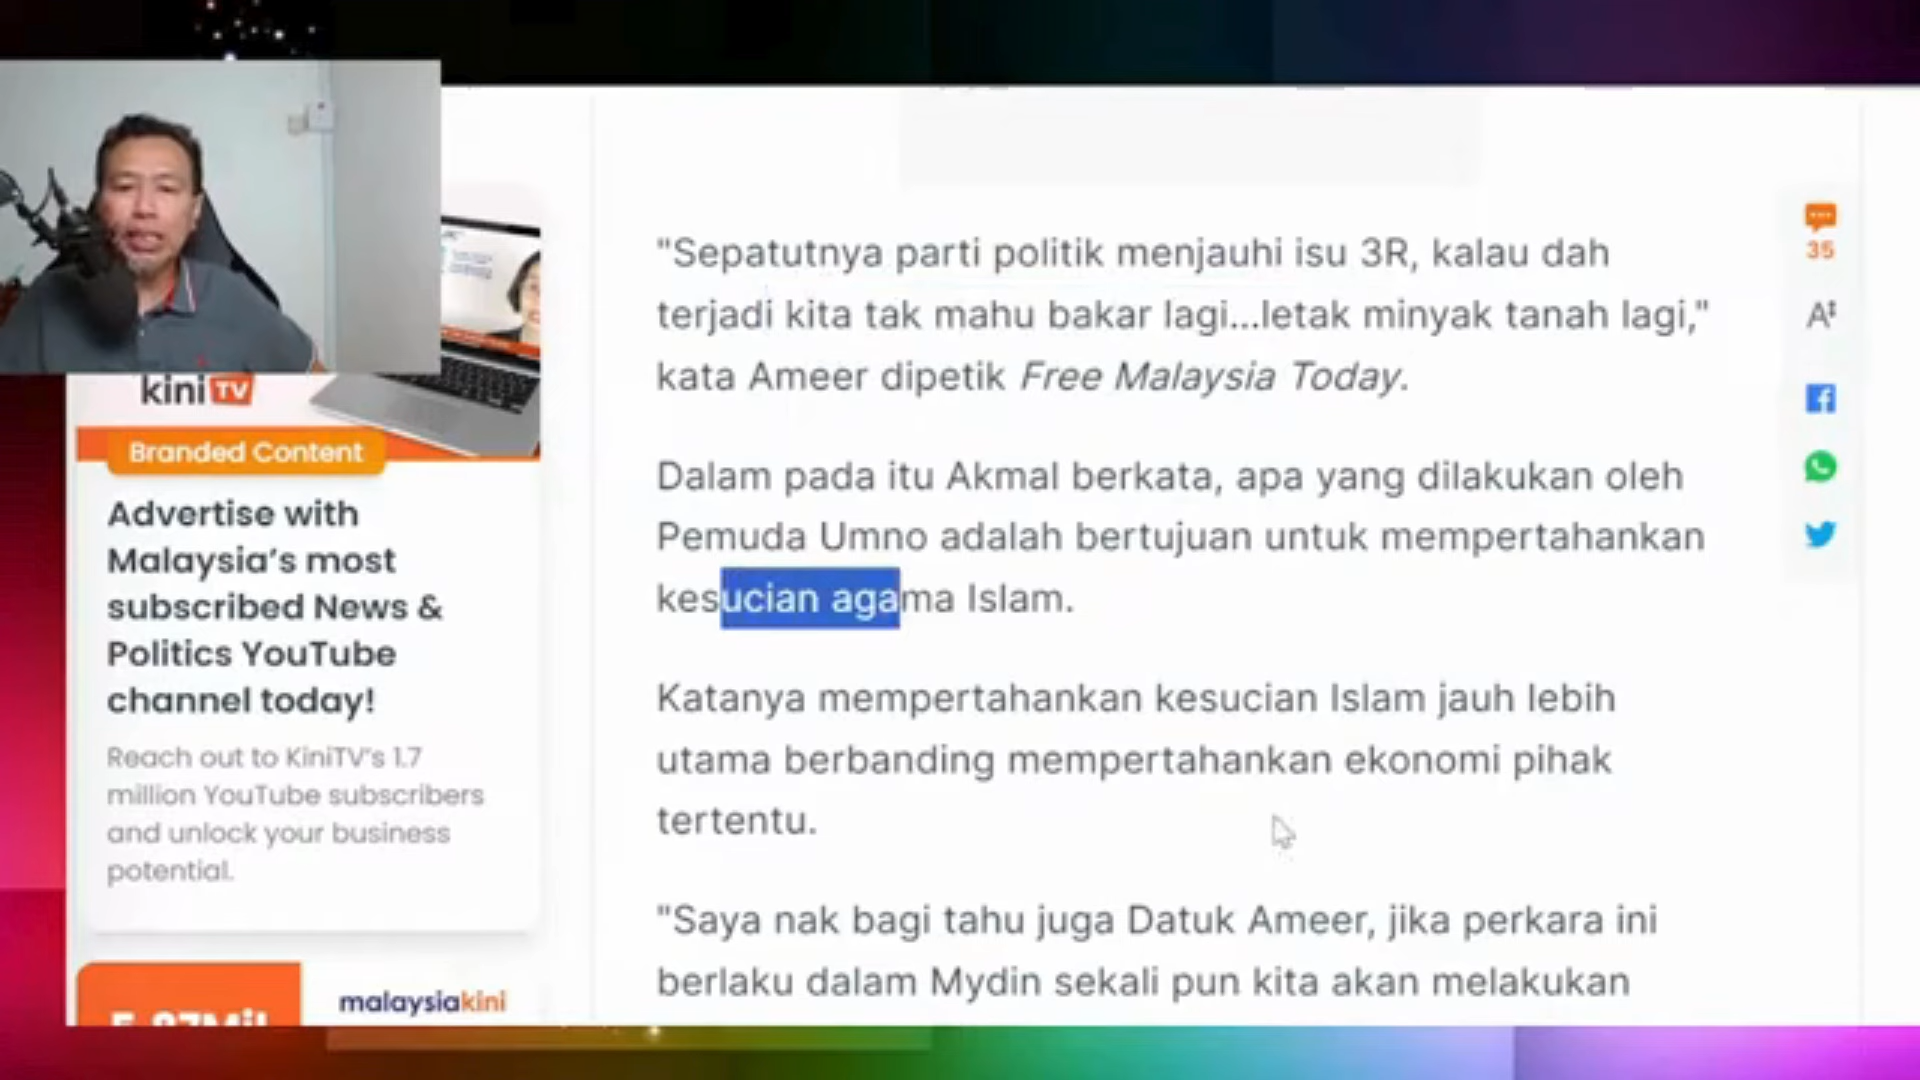 kiniTV
Branded Content
Advertise with
Malaysia's most
subscribed News &
Politics YouTube
channel today!
Reach out to KiniTV's 1.7
million YouTube subscribers
and unlock your business
potential.
malaysiakini
"Sepatutnya parti politik menjauhi isu 3R, kalau dah
terjadi kita tak mahu bakar lagi...letak minyak tanah lagi,"
kata Ameer dipetik Free Malaysia Today.
Dalam pada itu Akmal berkata, apa yang dilakukan oleh
Pemuda Umno adalah bertujuan untuk mempertahankan
kesucian agama Islam.
Katanya mempertahankan kesucian Islam jauh lebih
utama berbanding mempertahankan ekonomi pihak
tertentu.
"Saya nak bagi tahu juga Datuk Ameer, jika perkara ini
berlaku dalam Mydin sekali pun kita akan melakukan
35
A